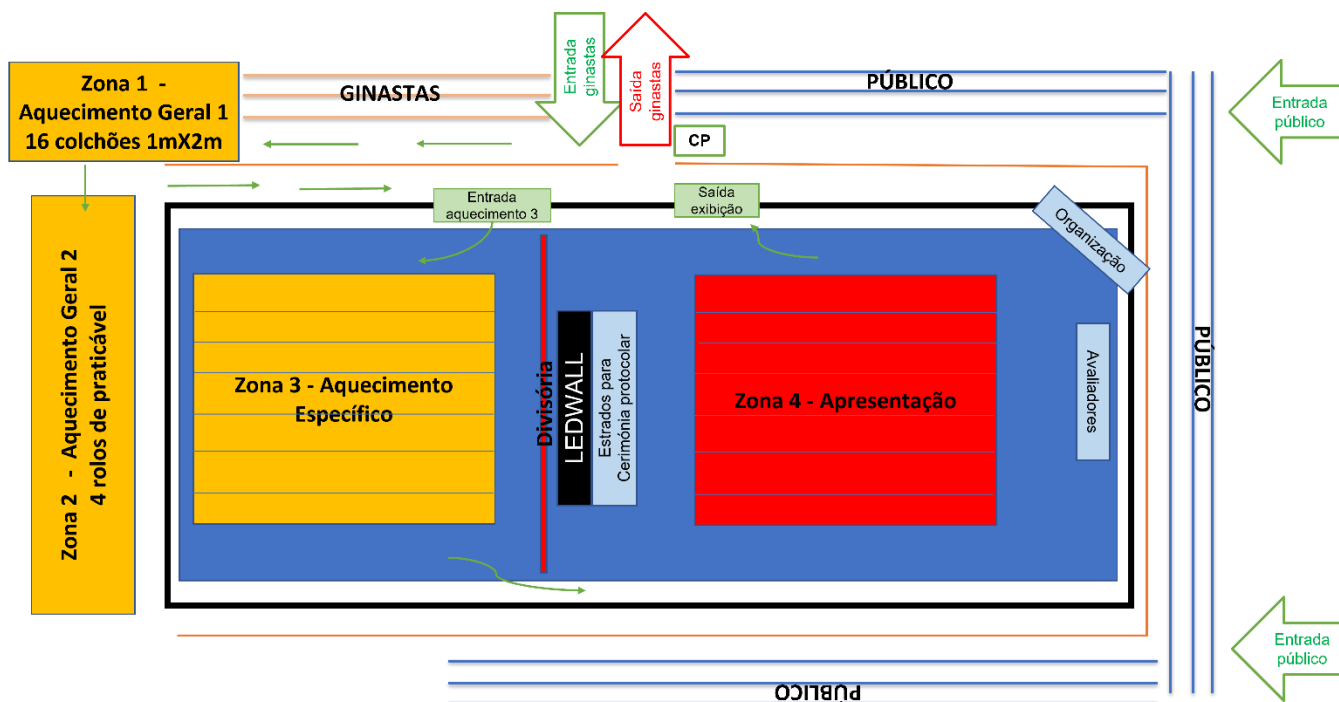 Zona 1 -
Aquecimento Geral 1
16 colchões 1mX2m
GINASTAS
Entrada
ginastas
Saída
ginastas
PÚBLICO
Entrada
público
CP
Entrada
aquecimento 3
Saída
exibição
Organização
Zona 2 - Aquecimento Geral 2
4 rolos de praticável
Zona 3 - Aquecimento
Específico
Divisória
LEDWALL
Estrados para
Cerimónia protocolar
Zona 4 - Apresentação
Avaliadores
PÚBLICO
Entrada
público
PÚBLICO